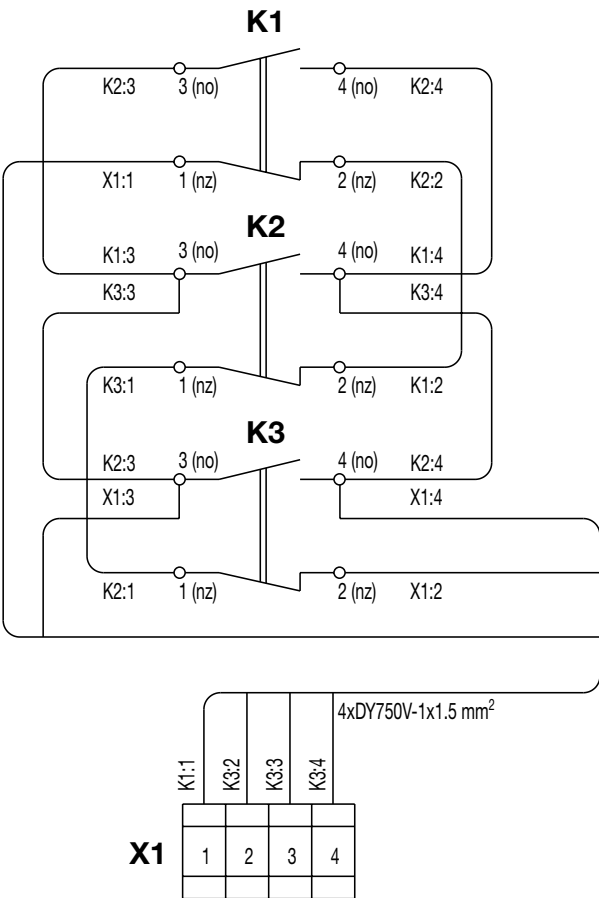 K1
K2:3 3 (no) 4 (no) K2:4
X1:1 1 (nz) 2 (nz) K2:2
K2
K1:3 3 (no) 4 (no) K1:4
K3:3 K3:4
K3:1 1 (nz) 2 (nz) K1:2
K3
K2:3 3 (no) 4 (no) K2:4
X1:3 X1:4
K2:1 1 (nz) 2 (nz) X1:2
4xDY750V-1x1.5 mm²
K1:1 K3:2 K3:3 K3:4
X1 1 2 3 4